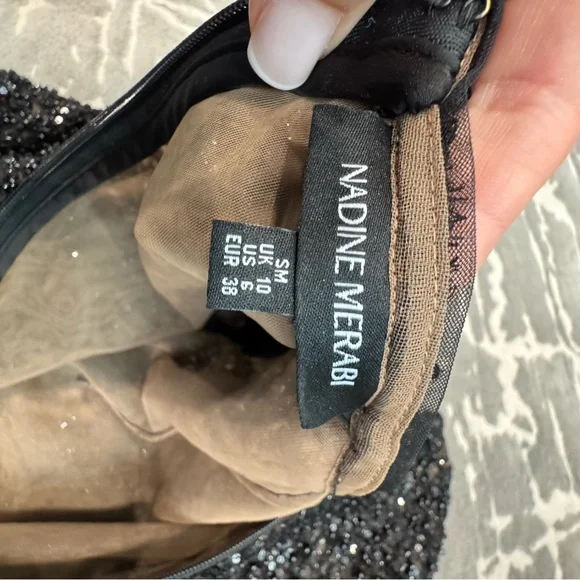 NADINE MERABI
SM
UK 10
US 6
EUR 38